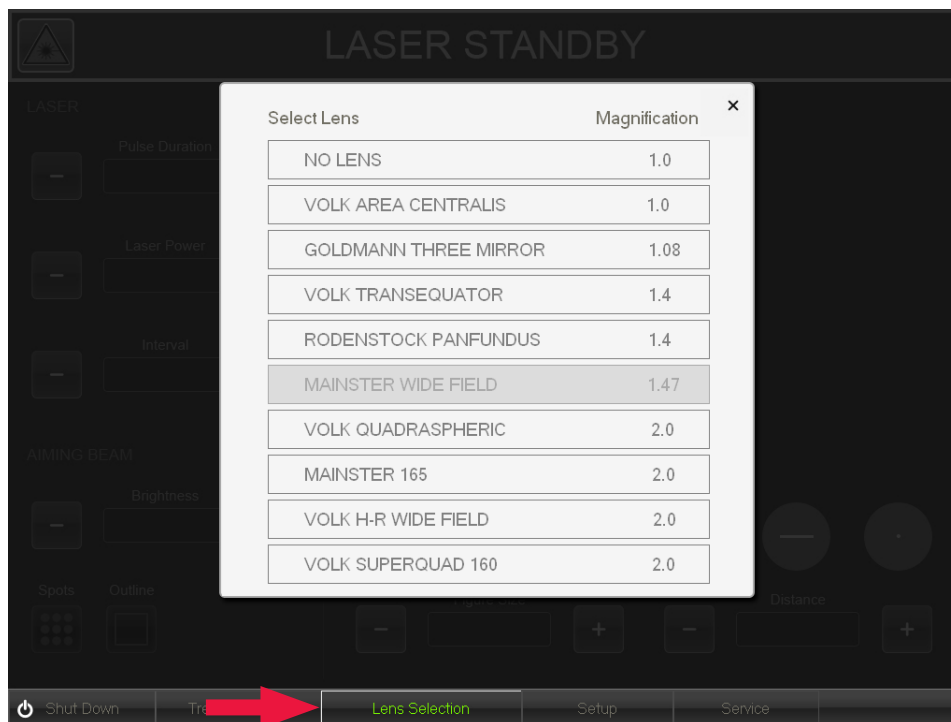 LASER STANDBY
LASER
Pulse Duration
Laser Power
Interval
AIMING BEAM
Brightness
Spots Outline
Select Lens Magnification ×
NO LENS 1.0
VOLK AREA CENTRALIS 1.0
GOLDMANN THREE MIRROR 1.08
VOLK TRANSEQUATOR 1.4
RODENSTOCK PANFUNDUS 1.4
MAINSTER WIDE FIELD 1.47
VOLK QUADRASPHERIC 2.0
MAINSTER 165 2.0
VOLK H-R WIDE FIELD 2.0
VOLK SUPERQUAD 160 2.0
Distance
Shut Down Lens Selection Setup Service